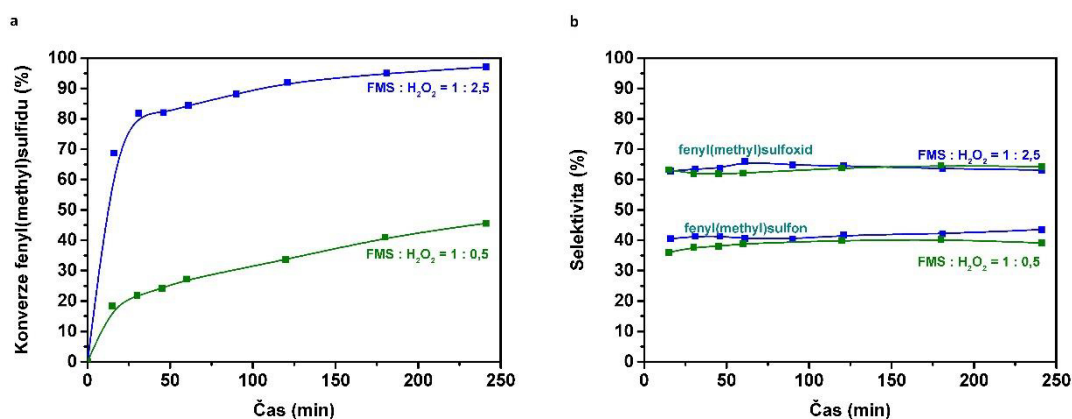 a
Konverze fenyl(methyl)sulfidu (%)
100
90
80
70
60
50
40
30
20
10
0
FMS : H₂O₂ = 1 : 2,5
FMS : H₂O₂ = 1 : 0,5
0 50 100 150 200 250
Čas (min)
b
Selektivita (%)
100
90
80
70
60
50
40
30
20
10
0
fenyl(methyl)sulfoxid
FMS : H₂O₂ = 1 : 2,5
fenyl(methyl)sulfon
FMS : H₂O₂ = 1 : 0,5
0 50 100 150 200 250
Čas (min)